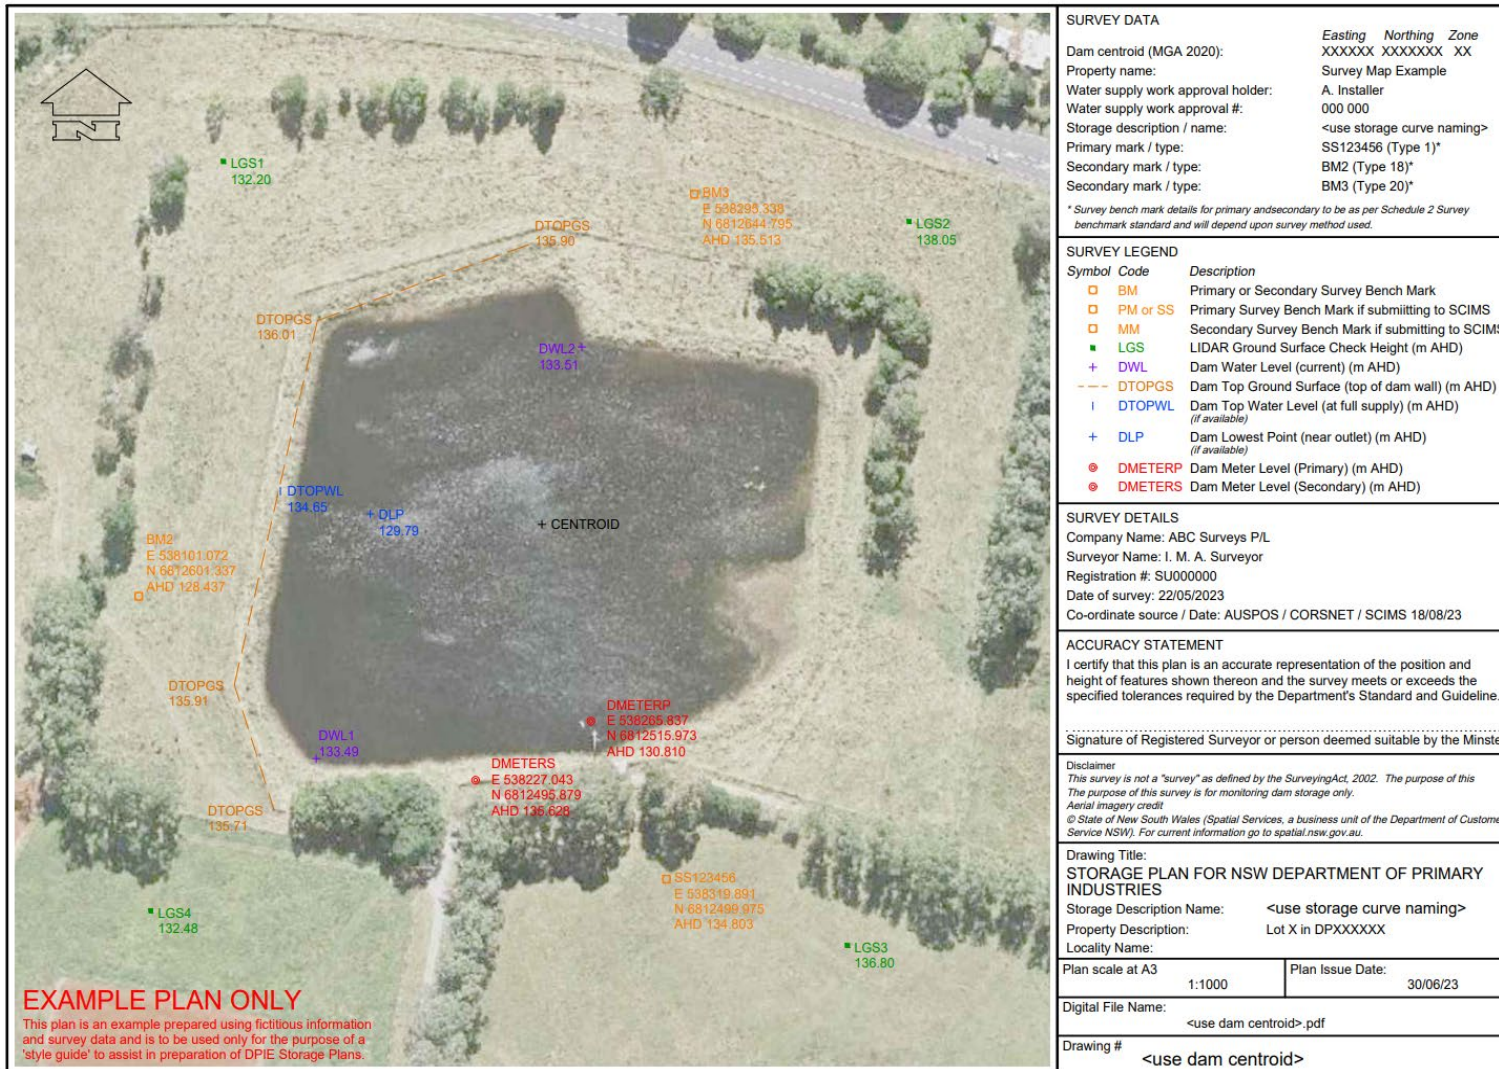 N
LGS1
132.20
BM3
E 538295.338
N 6812644.795
AHD 135.513
LGS2
138.05
DTOPGS
135.90
DTOPGS
136.01
DWL2
133.51
DTOPWL
134.65
DLP
129.79
CENTROID
BM2
E 538101.072
N 6812601.337
AHD 128.437
DTOPGS
135.91
DWL1
133.49
DMETERP
E 538265.837
N 6812515.973
AHD 130.810
DMETERS
E 538227.043
N 6812495.879
AHD 135.628
DTOPGS
135.71
SS123456
E 538319.891
N 6812499.975
AHD 134.803
LGS4
132.48
LGS3
136.80
EXAMPLE PLAN ONLY
This plan is an example prepared using fictitious information
and survey data and is to be used only for the purpose of a
'style guide' to assist in preparation of DPIE Storage Plans.
SURVEY DATA
Easting Northing Zone
Dam centroid (MGA 2020): XXXXXX XXXXXXX XX
Property name: Survey Map Example
Water supply work approval holder: A. Installer
Water supply work approval #: 000 000
Storage description / name: <use storage curve naming>
Primary mark / type: SS123456 (Type 1)*
Secondary mark / type: BM2 (Type 18)*
Secondary mark / type: BM3 (Type 20)*
* Survey bench mark details for primary andsecondary to be as per Schedule 2 Survey
benchmark standard and will depend upon survey method used.
SURVEY LEGEND
Symbol Code Description
BM Primary or Secondary Survey Bench Mark
PM or SS Primary Survey Bench Mark if submiitting to SCIMS
MM Secondary Survey Bench Mark if submitting to SCIMS
LGS LIDAR Ground Surface Check Height (m AHD)
DWL Dam Water Level (current) (m AHD)
DTOPGS Dam Top Ground Surface (top of dam wall) (m AHD)
DTOPWL Dam Top Water Level (at full supply) (m AHD)
(if available)
DLP Dam Lowest Point (near outlet) (m AHD)
(if available)
DMETERP Dam Meter Level (Primary) (m AHD)
DMETERS Dam Meter Level (Secondary) (m AHD)
SURVEY DETAILS
Company Name: ABC Surveys P/L
Surveyor Name: I. M. A. Surveyor
Registration #: SU000000
Date of survey: 22/05/2023
Co-ordinate source / Date: AUSPOS / CORSNET / SCIMS 18/08/23
ACCURACY STATEMENT
I certify that this plan is an accurate representation of the position and
height of features shown thereon and the survey meets or exceeds the
specified tolerances required by the Department's Standard and Guideline.
Signature of Registered Surveyor or person deemed suitable by the Minste
Disclaimer
This survey is not a "survey" as defined by the SurveyingAct, 2002. The purpose of this
The purpose of this survey is for monitoring dam storage only.
Aerial imagery credit
© State of New South Wales (Spatial Services, a business unit of the Department of Custome
Service NSW). For current information go to spatial.nsw.gov.au.
Drawing Title:
STORAGE PLAN FOR NSW DEPARTMENT OF PRIMARY
INDUSTRIES
Storage Description Name: <use storage curve naming>
Property Description: Lot X in DPXXXXXX
Locality Name:
Plan scale at A3
1:1000
Plan Issue Date:
30/06/23
Digital File Name:
<use dam centroid>.pdf
Drawing #
<use dam centroid>